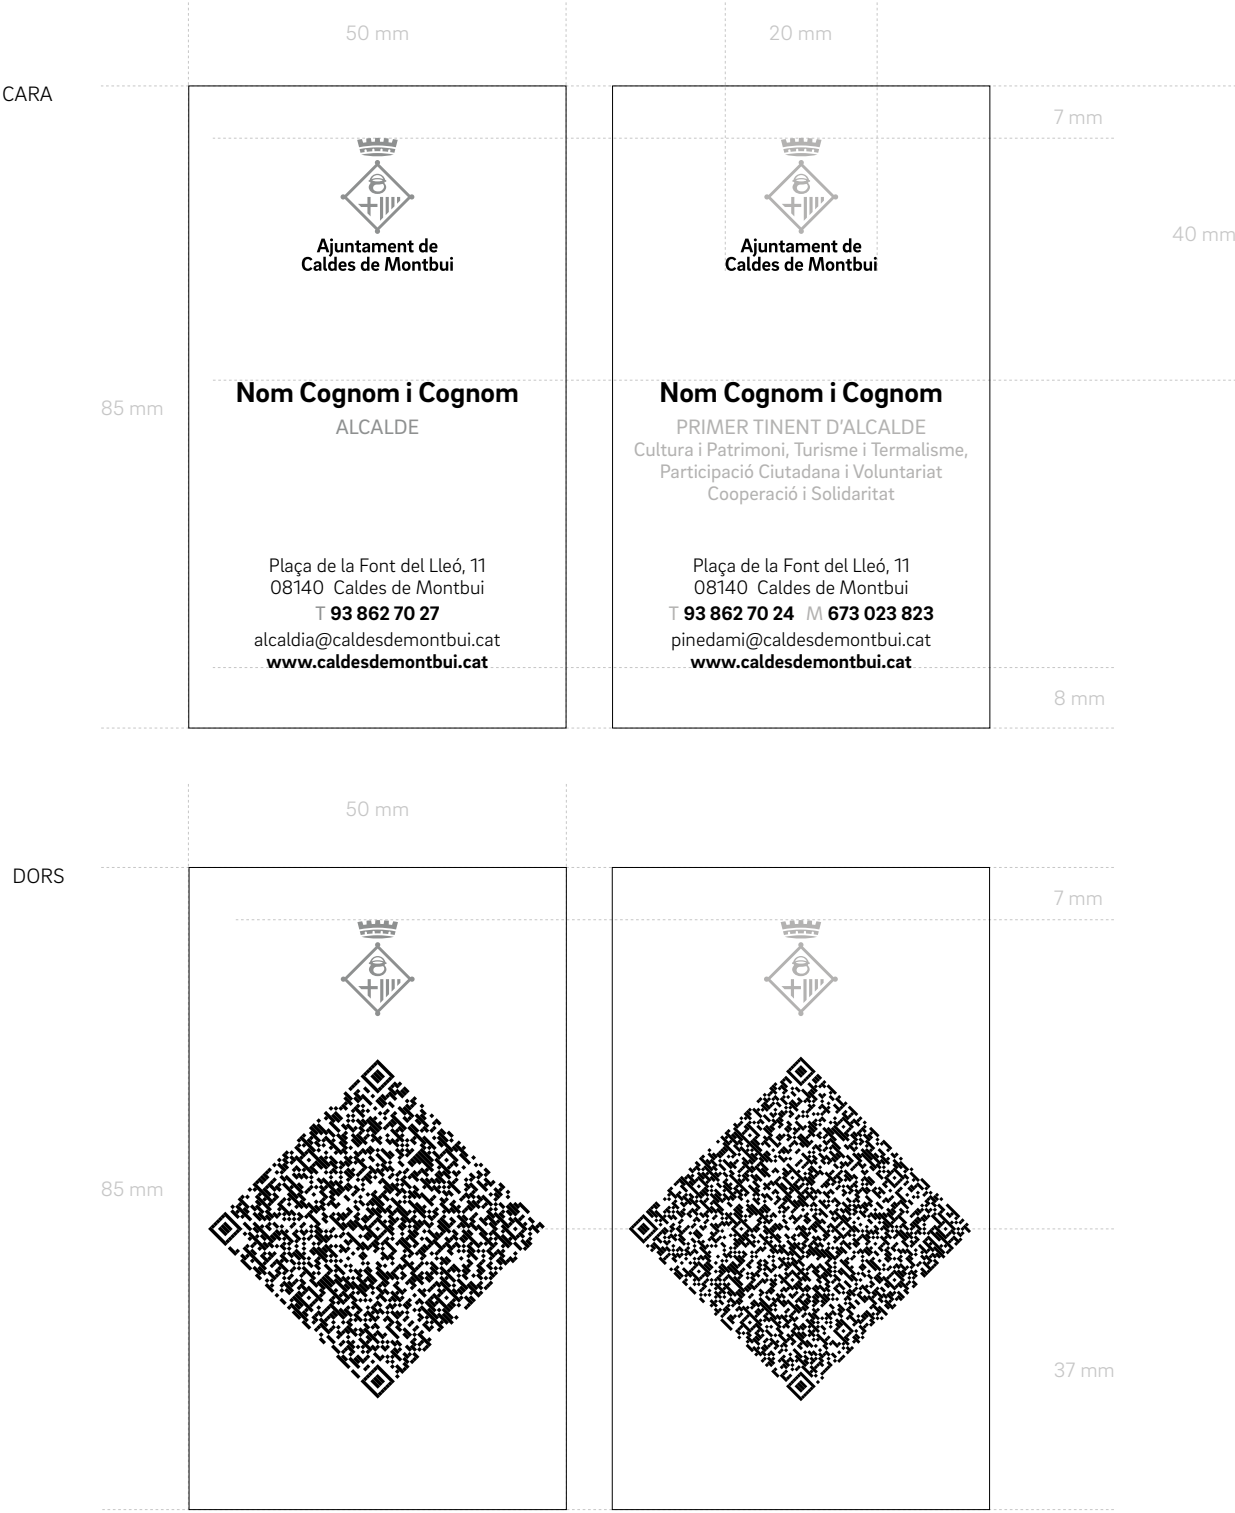 50 mm
20 mm
CARA
7 mm
40 mm
85 mm
Ajuntament de
Caldes de Montbui
Nom Cognom i Cognom
ALCALDE
Plaça de la Font del Lleó, 11
08140 Caldes de Montbui
T 93 862 70 27
alcaldia@caldesdemontbui.cat
www.caldesdemontbui.cat
Ajuntament de
Caldes de Montbui
Nom Cognom i Cognom
PRIMER TINENT D'ALCALDE
Cultura i Patrimoni, Turisme i Termalisme,
Participació Ciutadana i Voluntariat
Cooperació i Solidaritat
Plaça de la Font del Lleó, 11
08140 Caldes de Montbui
T 93 862 70 24 M 673 023 823
pinedami@caldesdemontbui.cat
www.caldesdemontbui.cat
8 mm
50 mm
DORS
7 mm
85 mm
37 mm